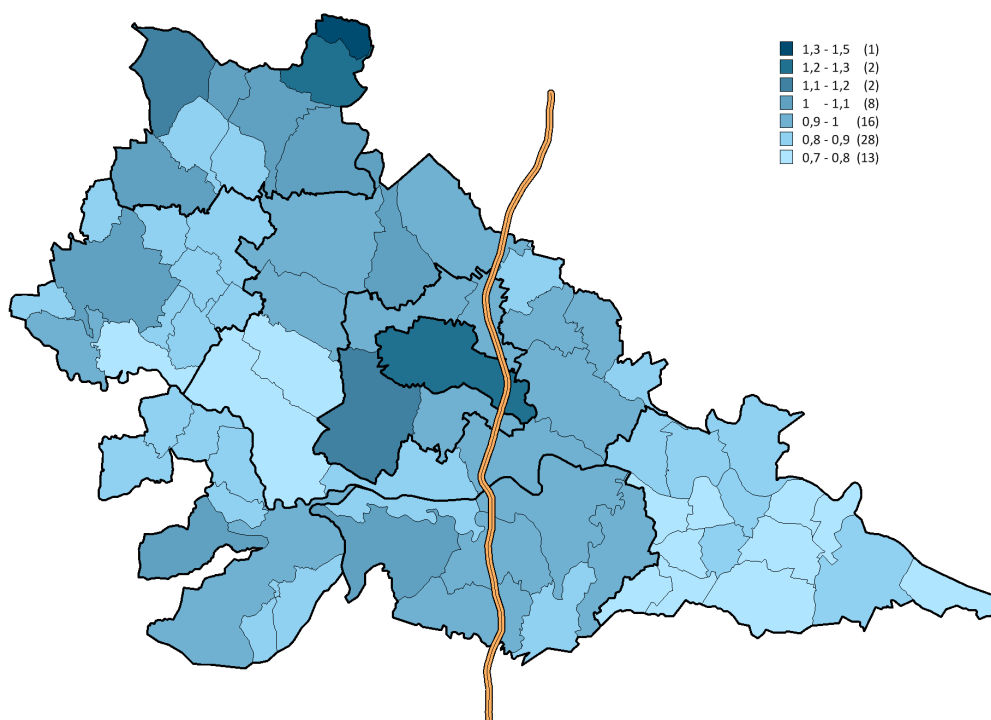 1,3 - 1,5 (1)
1,2 - 1,3 (2)
1,1 - 1,2 (2)
1 - 1,1 (8)
0,9 - 1 (16)
0,8 - 0,9 (28)
0,7 - 0,8 (13)